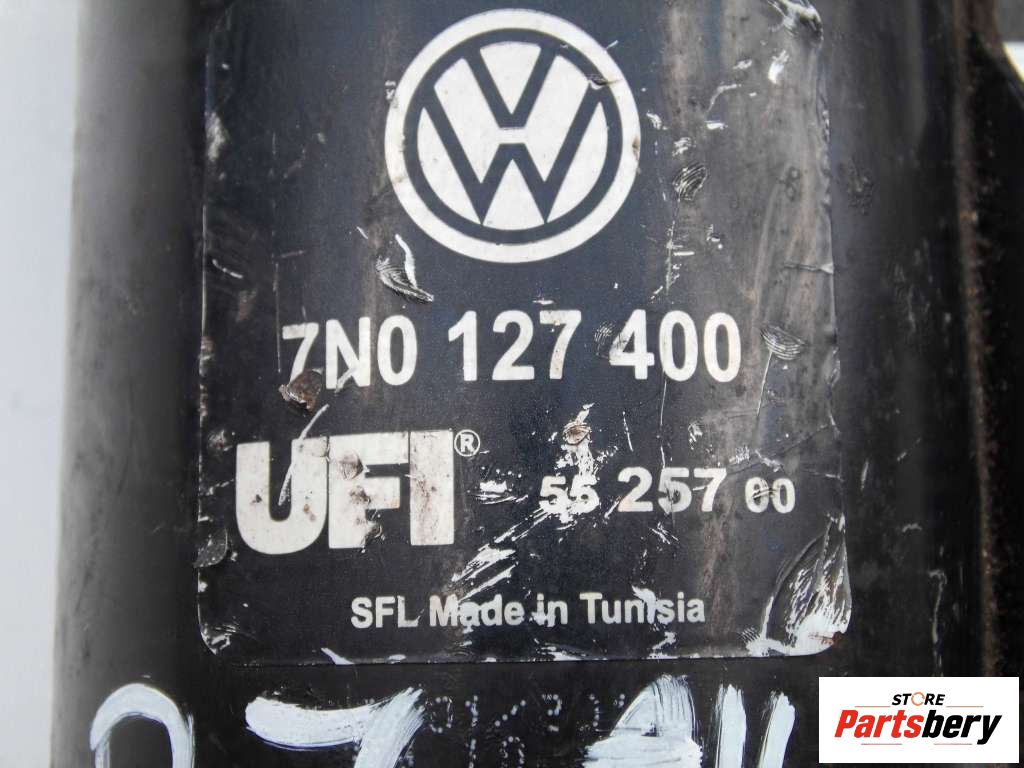 7N0 127 400
UFI® 55 257 00
SFL Made in Tunisia
STORE
Partsbery